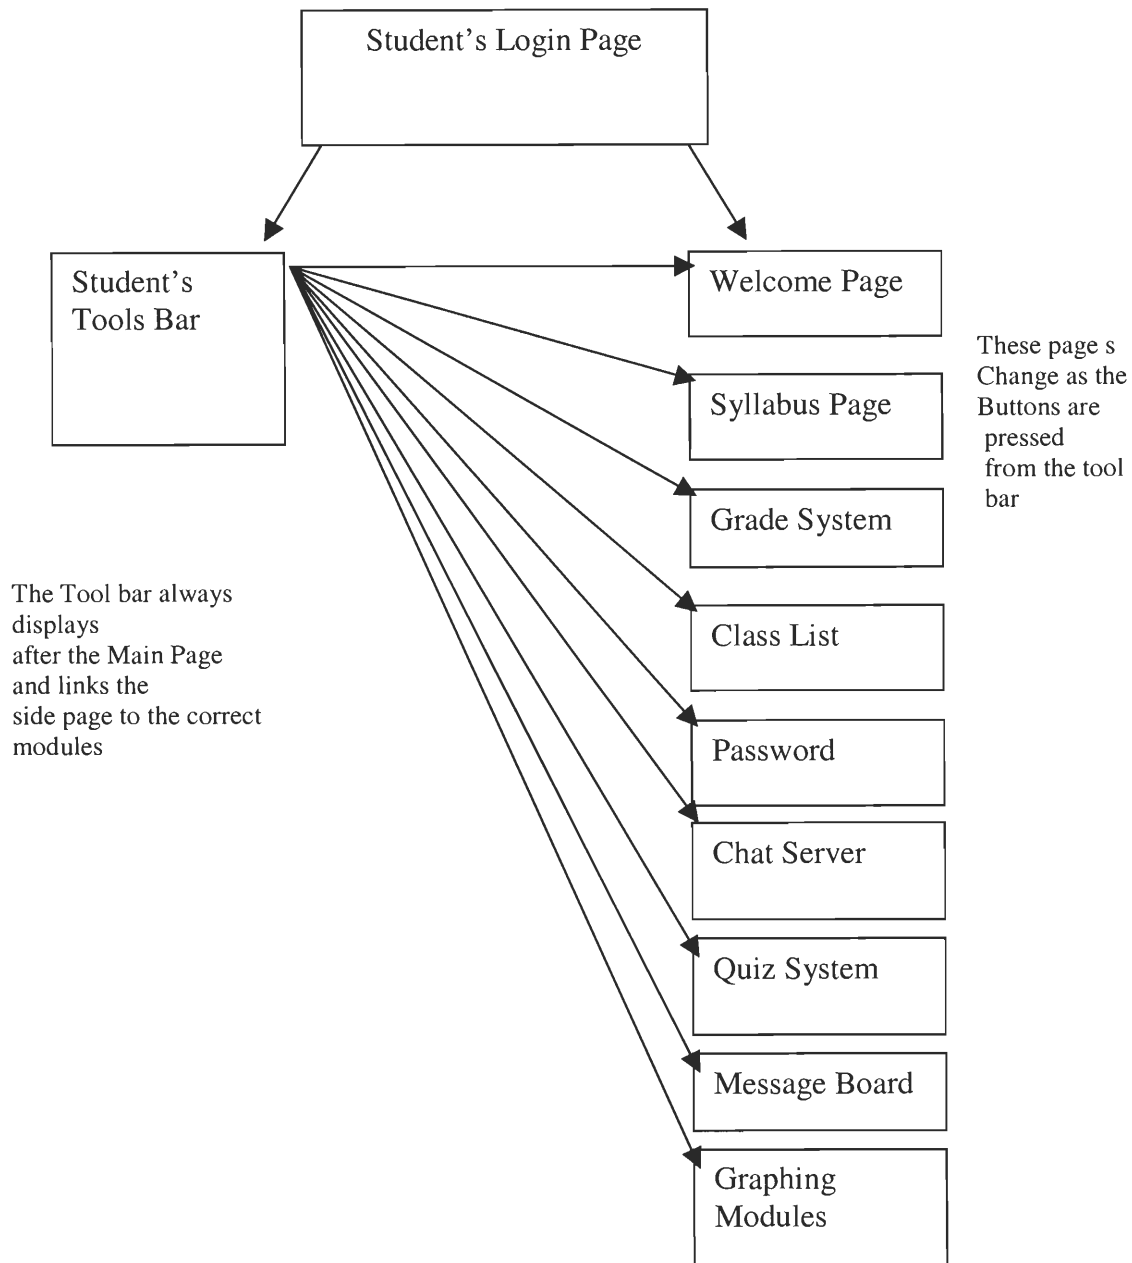 Student's Login Page
Student's
Tools Bar
Welcome Page
These page s
Change as the
Buttons are
pressed
from the tool
bar
Syllabus Page
Grade System
The Tool bar always
displays
after the Main Page
and links the
side page to the correct
modules
Class List
Password
Chat Server
Quiz System
Message Board
Graphing
Modules